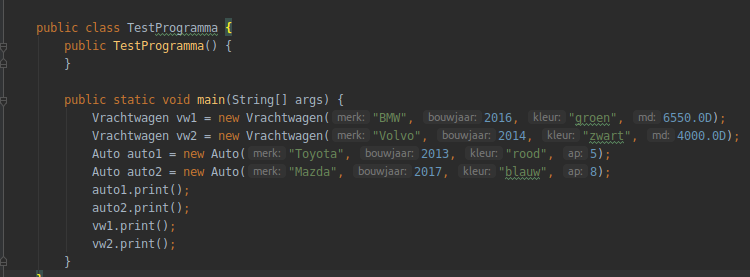 public class TestProgramma {
public TestProgramma() {
}
public static void main(String[] args) {
Vrachtwagen vw1 = new Vrachtwagen( merk: "BMW", bouwjaar: 2016, kleur: "groen", md: 6550.0D);
Vrachtwagen vw2 = new Vrachtwagen( merk: "Volvo", bouwjaar: 2014, kleur: "zwart", md: 4000.0D);
Auto auto1 = new Auto( merk: "Toyota", bouwjaar: 2013, kleur: "rood", ap: 5);
Auto auto2 = new Auto( merk: "Mazda", bouwjaar: 2017, kleur: "blauw", ap: 8);
auto1.print();
auto2.print();
vw1.print();
vw2.print();
}
}